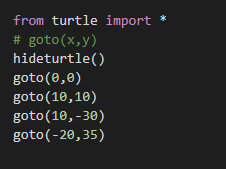 from turtle import *
# goto(x,y)
hideturtle()
goto(0,0)
goto(10,10)
goto(10,-30)
goto(-20,35)